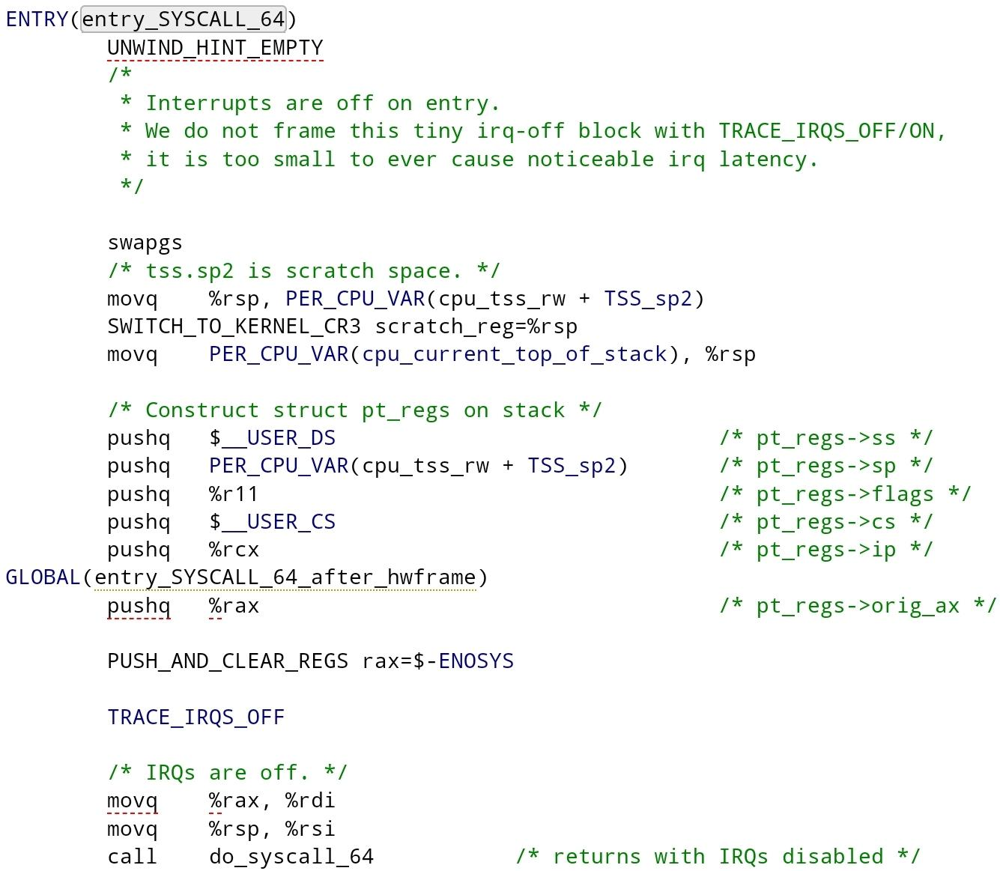 ENTRY(entry_SYSCALL_64)
UNWIND_HINT_EMPTY
/*
* Interrupts are off on entry.
* We do not frame this tiny irq-off block with TRACE_IRQS_OFF/ON,
* it is too small to ever cause noticeable irq latency.
*/
swapgs
/* tss.sp2 is scratch space. */
movq %rsp, PER_CPU_VAR(cpu_tss_rw + TSS_sp2)
SWITCH_TO_KERNEL_CR3 scratch_reg=%rsp
movq PER_CPU_VAR(cpu_current_top_of_stack), %rsp
/* Construct struct pt_regs on stack */
pushq $__USER_DS /* pt_regs->ss */
pushq PER_CPU_VAR(cpu_tss_rw + TSS_sp2) /* pt_regs->sp */
pushq %r11 /* pt_regs->flags */
pushq $__USER_CS /* pt_regs->cs */
pushq %rcx /* pt_regs->ip */
GLOBAL(entry_SYSCALL_64_after_hwframe)
pushq %rax /* pt_regs->orig_ax */
PUSH_AND_CLEAR_REGS rax=$-ENOSYS
TRACE_IRQS_OFF
/* IRQs are off. */
movq %rax, %rdi
movq %rsp, %rsi
call do_syscall_64 /* returns with IRQs disabled */